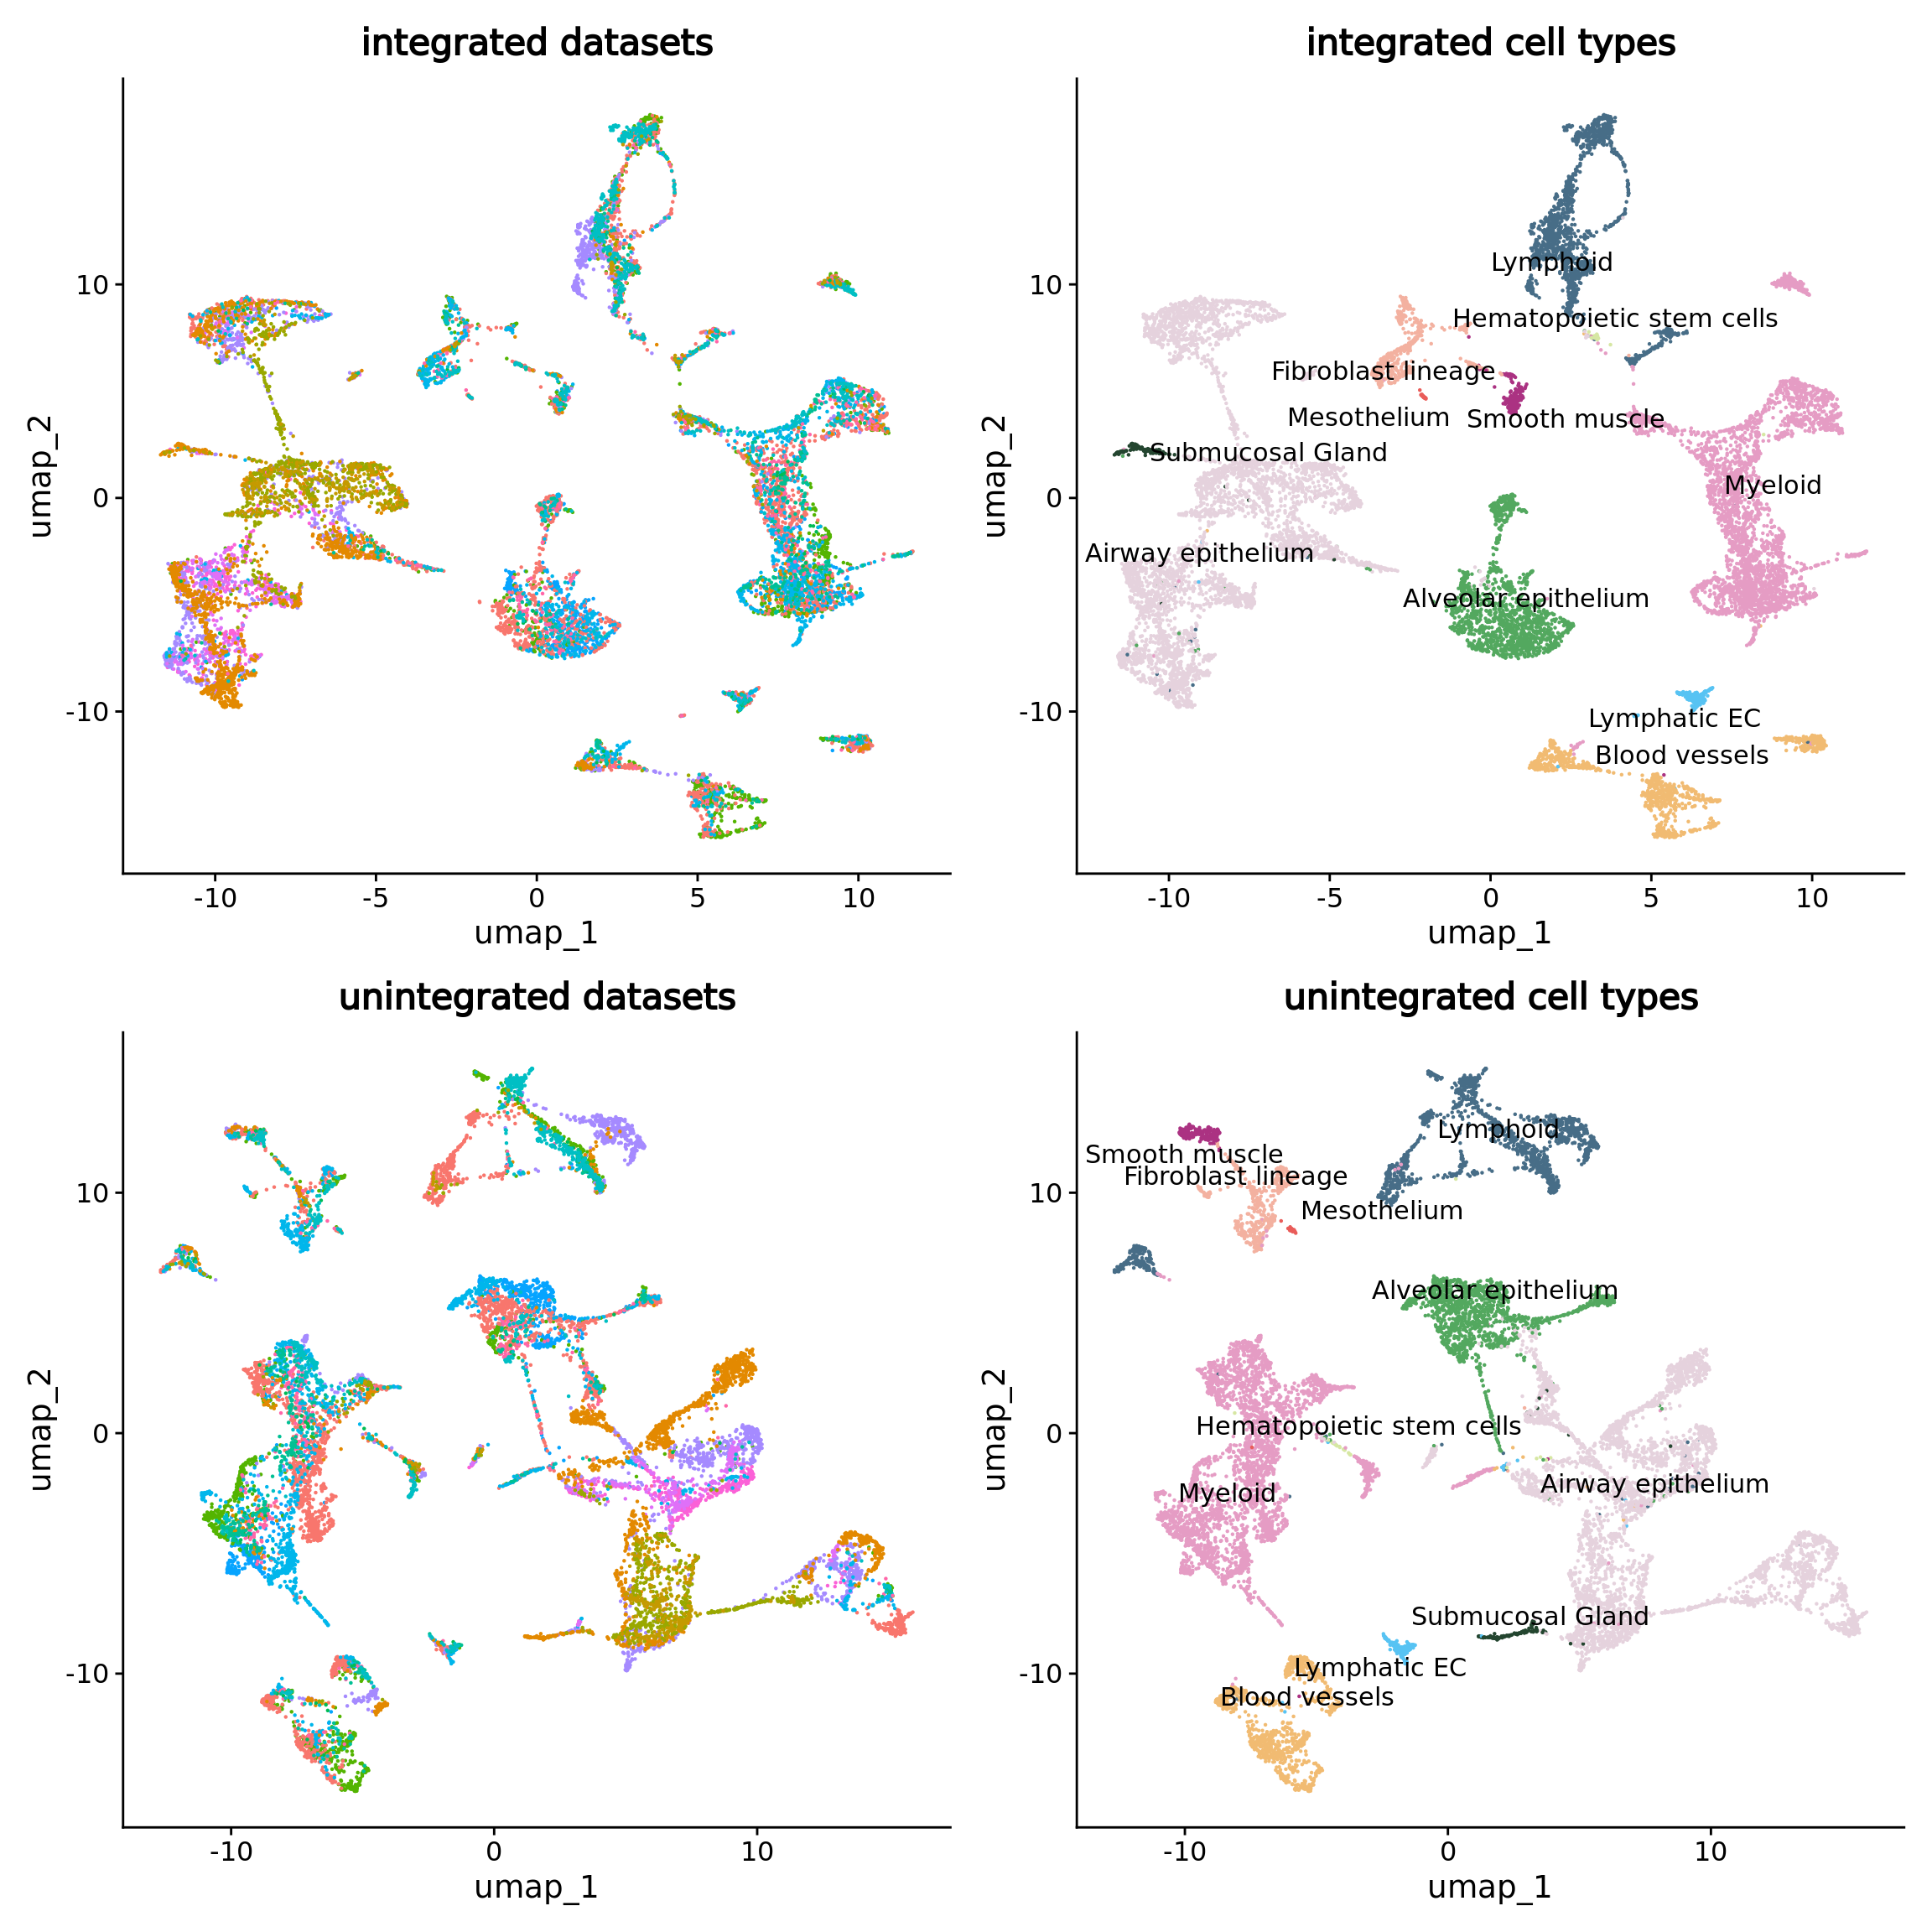 integrated datasets
umap_2
10
0
-10
-10
-5
0
5
10
umap_1
integrated cell types
umap_2
10
0
-10
Lymphoid
Hematopoietic stem cells
Fibroblast lineage
Mesothelium
Smooth muscle
Submucosal Gland
Myeloid
Airway epithelium
Alveolar epithelium
Lymphatic EC
Blood vessels
-10
-5
0
5
10
umap_1
unintegrated datasets
umap_2
10
0
-10
-10
0
10
umap_1
unintegrated cell types
umap_2
10
0
-10
Lymphoid
Smooth muscle
Fibroblast lineage
Mesothelium
Alveolar epithelium
Hematopoietic stem cells
Airway epithelium
Myeloid
Submucosal Gland
Lymphatic EC
Blood vessels
-10
0
10
umap_1